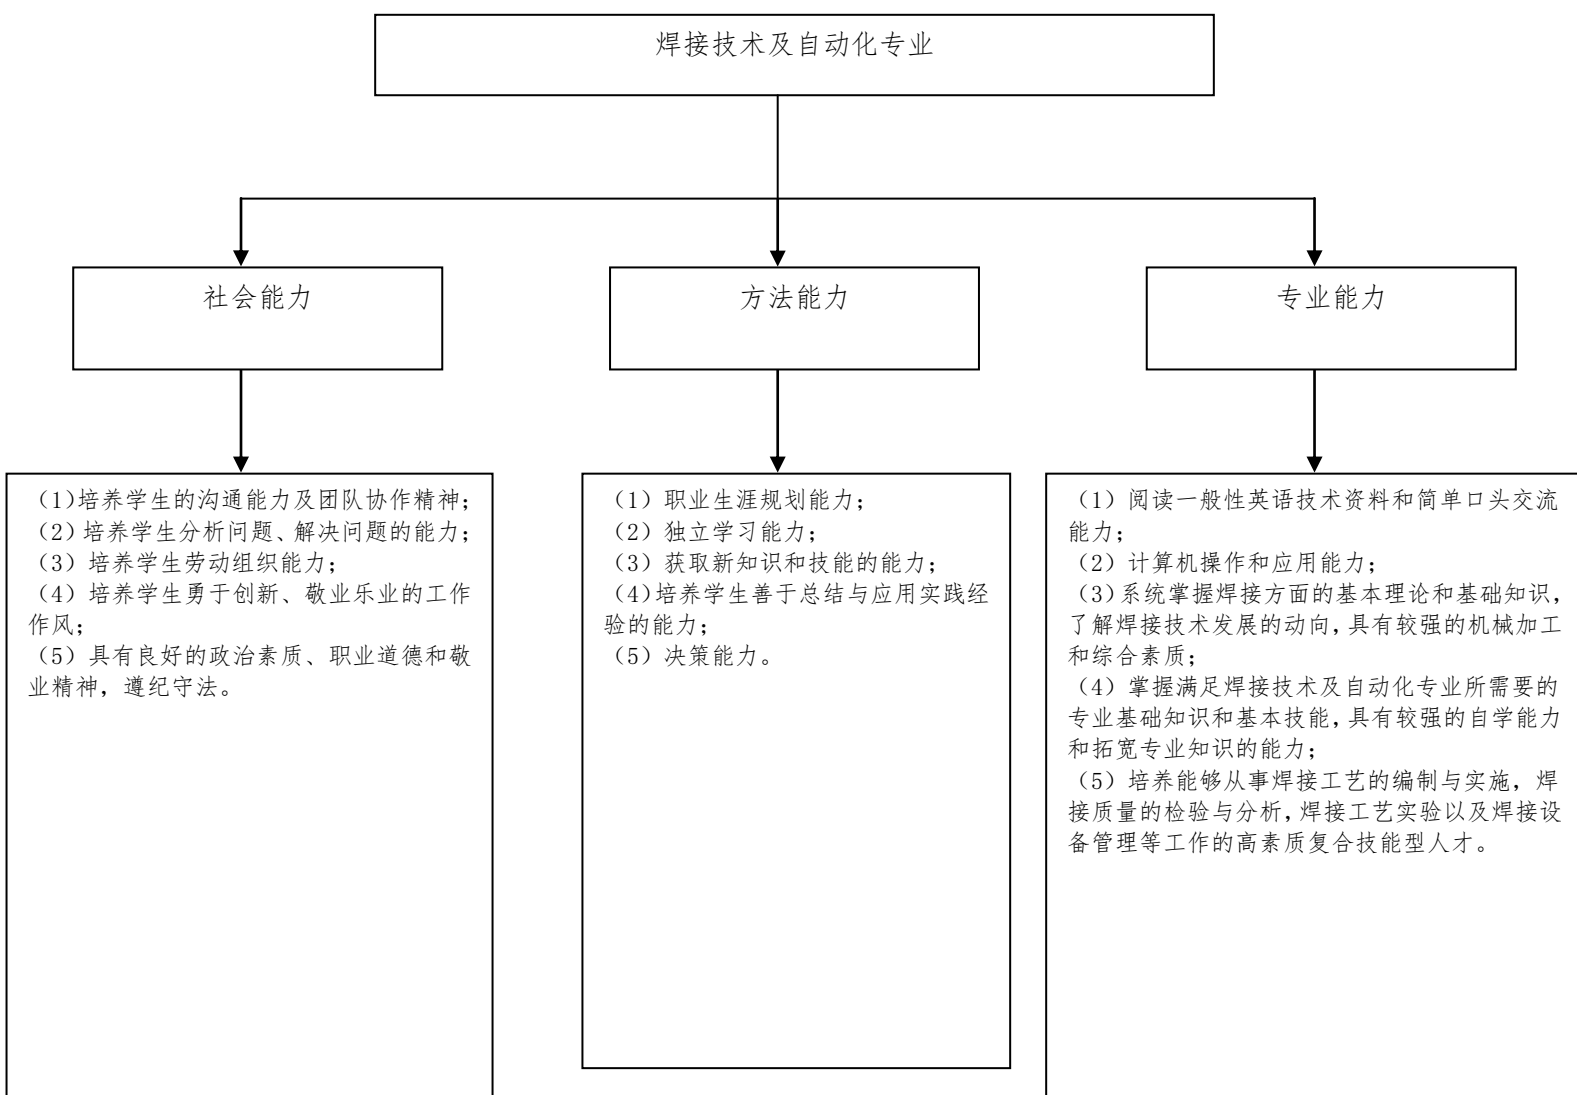 焊接技术及自动化专业
社会能力
方法能力
专业能力
（1）培养学生的沟通能力及团队协作精神；
（2）培养学生分析问题、解决问题的能力；
（3）培养学生劳动组织能力；
（4）培养学生勇于创新、敬业乐业的工作
作风；
（5）具有良好的政治素质、职业道德和敬
业精神，遵纪守法。
（1）职业生涯规划能力；
（2）独立学习能力；
（3）获取新知识和技能的能力；
（4）培养学生善于总结与应用实践经
验的能力；
（5）决策能力。
（1）阅读一般性英语技术资料和简单口头交流
能力；
（2）计算机操作和应用能力；
（3）系统掌握焊接方面的基本理论和基础知识，
了解焊接技术发展的动向，具有较强的机械加工
和综合素质；
（4）掌握满足焊接技术及自动化专业所需要的
专业基础知识和基本技能，具有较强的自学能力
和拓宽专业知识的能力；
（5）培养能够从事焊接工艺的编制与实施，焊
接质量的检验与分析，焊接工艺实验以及焊接设
备管理等工作的高素质复合技能型人才。